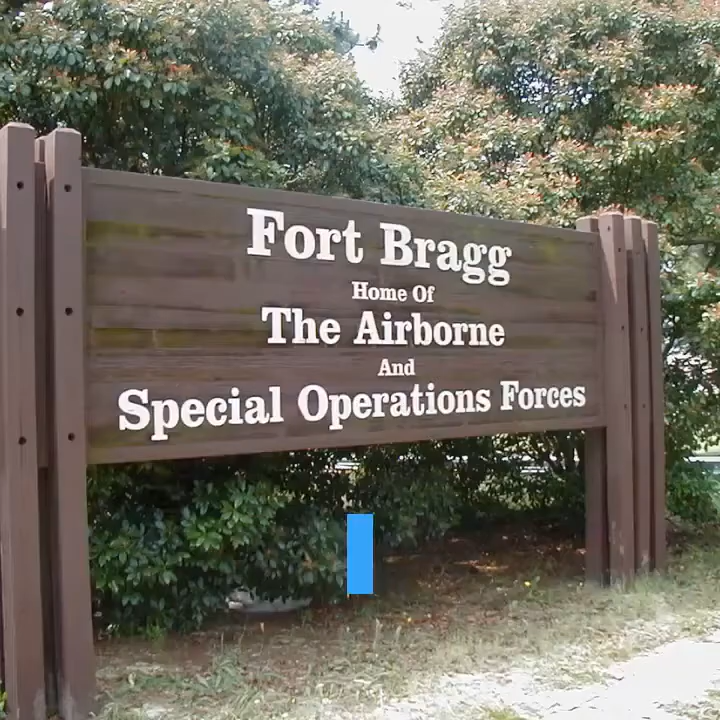 Fort Bragg
Home Of
The Airborne
And
Special Operations Forces